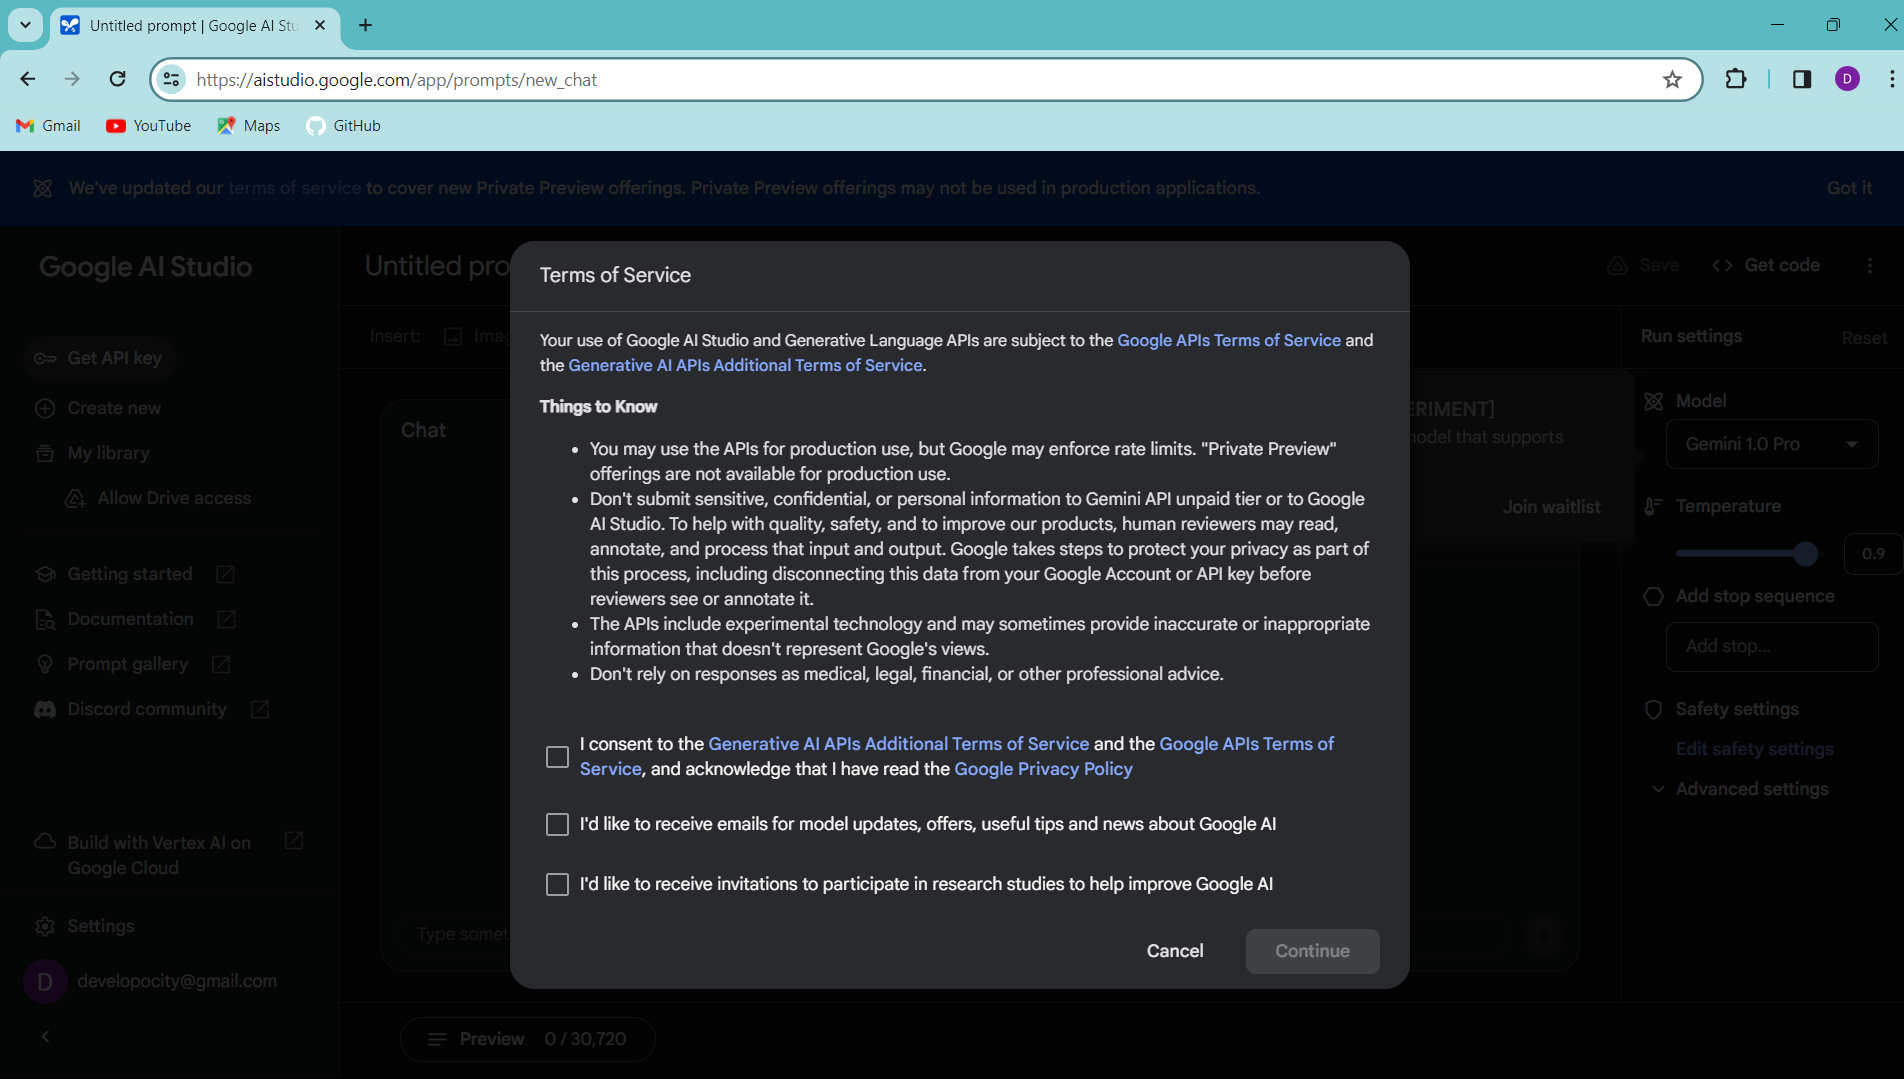 Untitled prompt | Google AI Stu
https://aistudio.google.com/app/prompts/new_chat
D
Gmail
YouTube
Maps
GitHub
We've updated our terms of service to cover new Private Preview offerings. Private Preview offerings may not be used in production applications.
Got it
Google AI Studio
Get API key
Create new
My library
Allow Drive access
Getting started
Documentation
Prompt gallery
Discord community
Build with Vertex AI on
Google Cloud
Settings
D
developocity@gmail.com
Untitled pro
Save
Get code
Insert:
Imag
Chat
Type somet
Preview 0 / 30,720
Terms of Service
Your use of Google AI Studio and Generative Language APIs are subject to the Google APIs Terms of Service and
the Generative AI APIs Additional Terms of Service.
Things to Know
• You may use the APIs for production use, but Google may enforce rate limits. "Private Preview"
offerings are not available for production use.
• Don't submit sensitive, confidential, or personal information to Gemini API unpaid tier or to Google
AI Studio. To help with quality, safety, and to improve our products, human reviewers may read,
annotate, and process that input and output. Google takes steps to protect your privacy as part of
this process, including disconnecting this data from your Google Account or API key before
reviewers see or annotate it.
• The APIs include experimental technology and may sometimes provide inaccurate or inappropriate
information that doesn't represent Google's views.
• Don't rely on responses as medical, legal, financial, or other professional advice.
I consent to the Generative AI APIs Additional Terms of Service and the Google APIs Terms of
Service, and acknowledge that I have read the Google Privacy Policy
I'd like to receive emails for model updates, offers, useful tips and news about Google AI
I'd like to receive invitations to participate in research studies to help improve Google AI
Cancel
Continue
ERIMENT]
nodel that supports
Join waitlist
Run settings
Reset
Model
Gemini 1.0 Pro
Temperature
0.9
Add stop sequence
Add stop...
Safety settings
Edit safety settings
Advanced settings